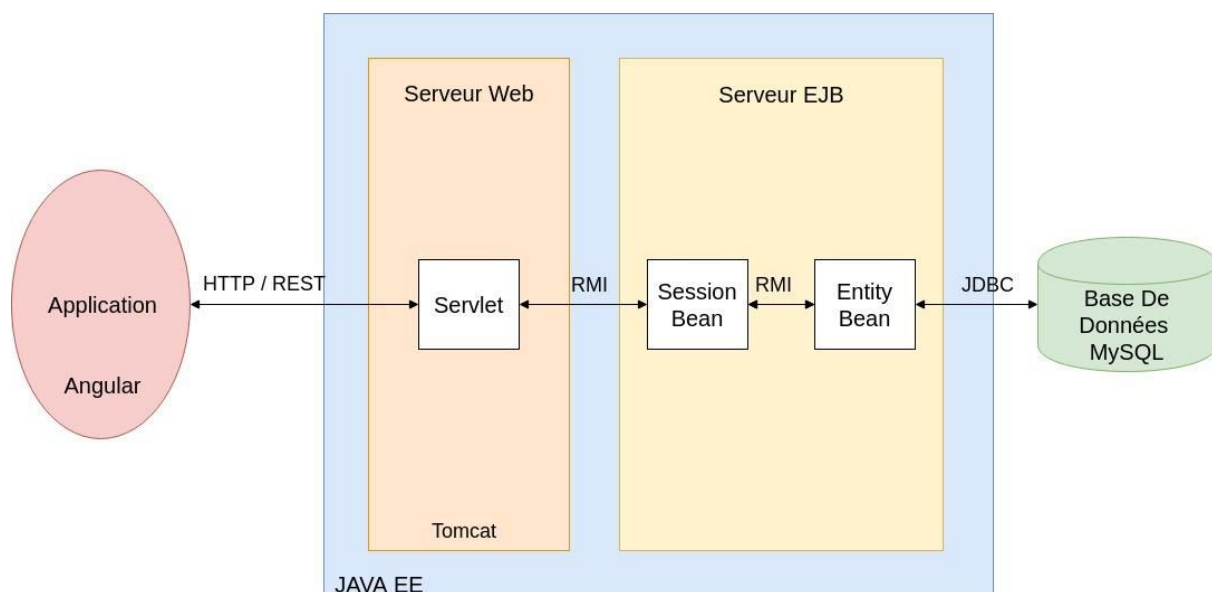 Serveur Web
Serveur EJB
Application
Angular
HTTP / REST
Servlet
RMI
Session
Bean
RMI
Entity
Bean
JDBC
Base De
Données
MySQL
Tomcat
JAVA EE